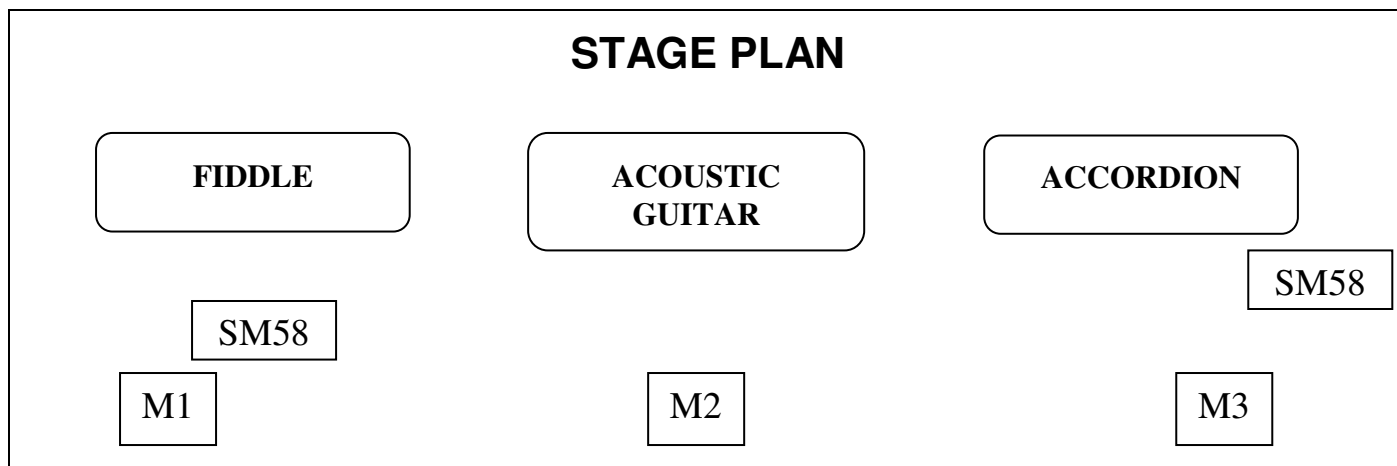 STAGE PLAN
FIDDLE
ACOUSTIC
GUITAR
ACCORDION
SM58
SM58
M1
M2
M3